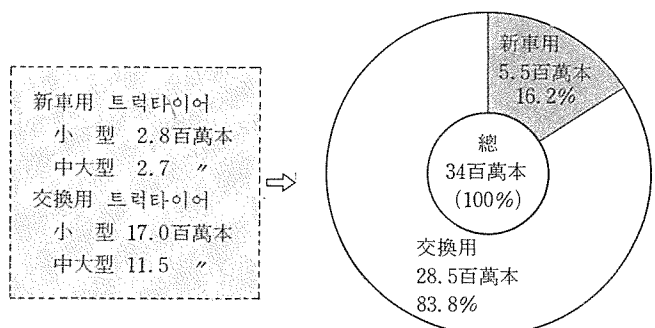 新車用 트럭타이어
小 型 2.8百萬本
中大型 2.7 〃
交換用 트럭타이어
小 型 17.0百萬本
中大型 11.5 〃
新車用
5.5百萬本
16.2%
總
34百萬本
(100%)
交換用
28.5百萬本
83.8%